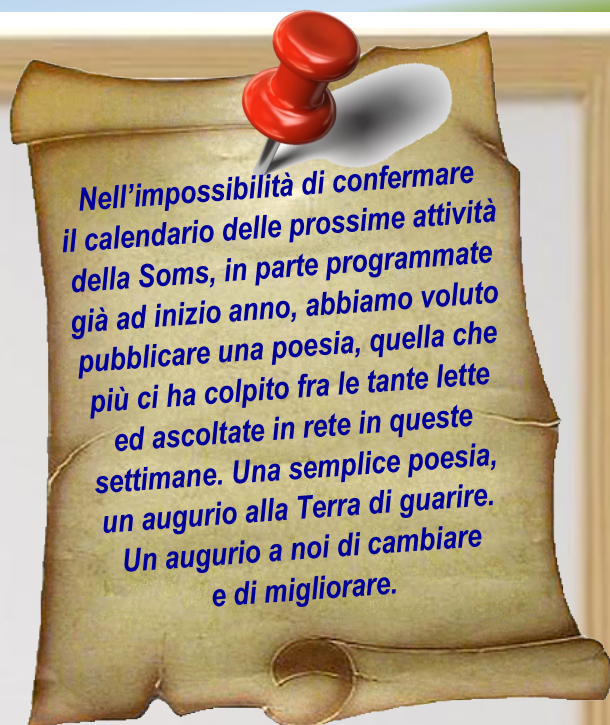 Nell’impossibilità di confermare
il calendario delle prossime attività
della Soms, in parte programmate
già ad inizio anno, abbiamo voluto
pubblicare una poesia, quella che
più ci ha colpito fra le tante lette
ed ascoltate in rete in queste
settimane. Una semplice poesia,
un augurio alla Terra di guarire.
Un augurio a noi di cambiare
e di migliorare.